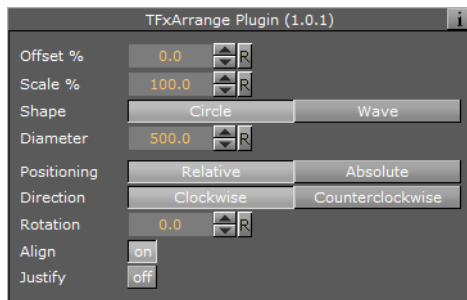 TFxArrange Plugin (1.0.1) i
Offset % 0.0 R
Scale % 100.0 R
Shape Circle Wave
Diameter 500.0 R
Positioning Relative Absolute
Direction Clockwise Counterclockwise
Rotation 0.0 R
Align on
Justify off